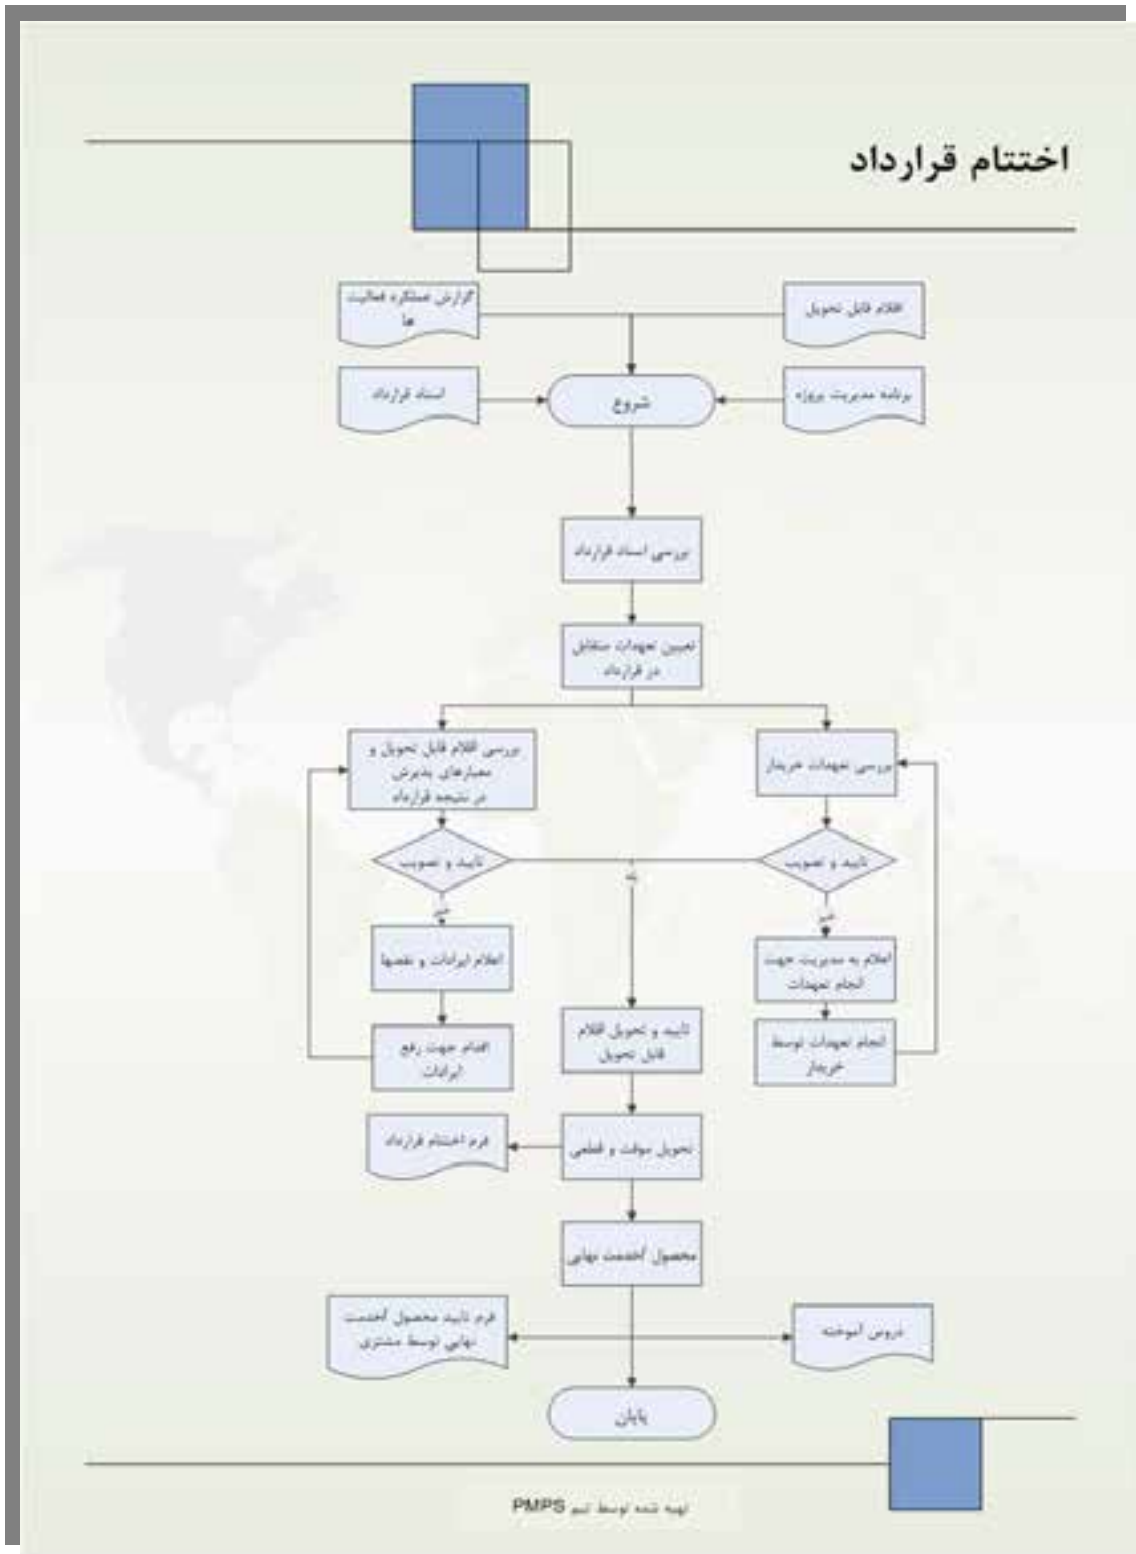 اختتام قرارداد
گزارش عملکرد فعالیت
ها
اقلام قابل تحویل
اسناد قرارداد
شروع
برنامه مدیریت پروژه
بررسی اسناد قرارداد
تعیین تعهدات متقابل
در قرارداد
بررسی اقلام قابل تحویل و
معیارهای پذیرش
در نتیجه قرارداد
بررسی تعهدات خریدار
تایید و تصویب
تایید و تصویب
بله
خیر
خیر
اعلام ایرادات و نقصها
اعلام به مدیریت جهت
انجام تعهدات
اقدام جهت رفع
ایرادات
تایید و تحویل اقلام
قابل تحویل
انجام تعهدات توسط
خریدار
فرم اختتام قرارداد
تحویل موقت و قطعی
محصول /خدمت نهایی
فرم تایید محصول /خدمت
نهایی توسط مشتری
دروس آموخته
پایان
تهیه شده توسط تیم PMPS